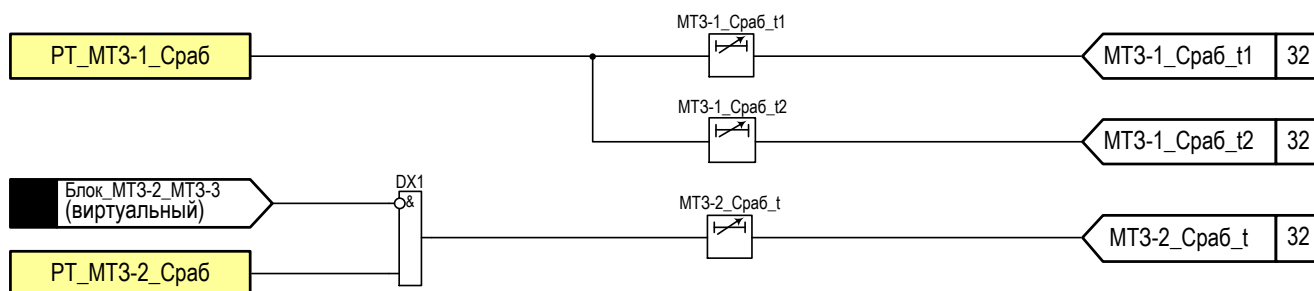 МТЗ-1_Сраб_t1
РТ_МТЗ-1_Сраб
МТЗ-1_Сраб_t1 32
МТЗ-1_Сраб_t2
МТЗ-1_Сраб_t2 32
Блок_МТЗ-2_МТЗ-3
(виртуальный)
DX1
&
МТЗ-2_Сраб_t
МТЗ-2_Сраб_t 32
РТ_МТЗ-2_Сраб